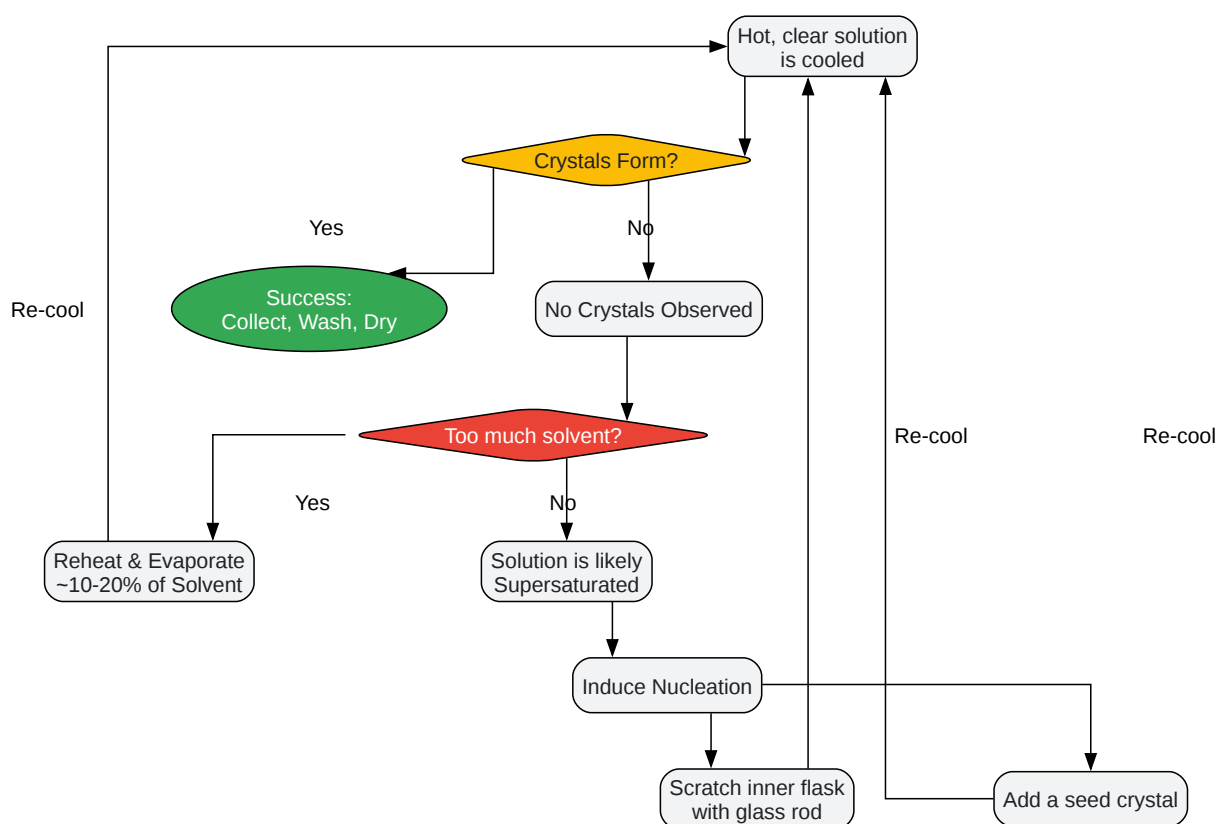 Hot, clear solution
is cooled
Crystals Form?
Yes
No
Success:
Collect, Wash, Dry
Re-cool
No Crystals Observed
Too much solvent?
Re-cool
Re-cool
Yes
No
Reheat & Evaporate
~10-20% of Solvent
Solution is likely
Supersaturated
Induce Nucleation
Scratch inner flask
with glass rod
Add a seed crystal